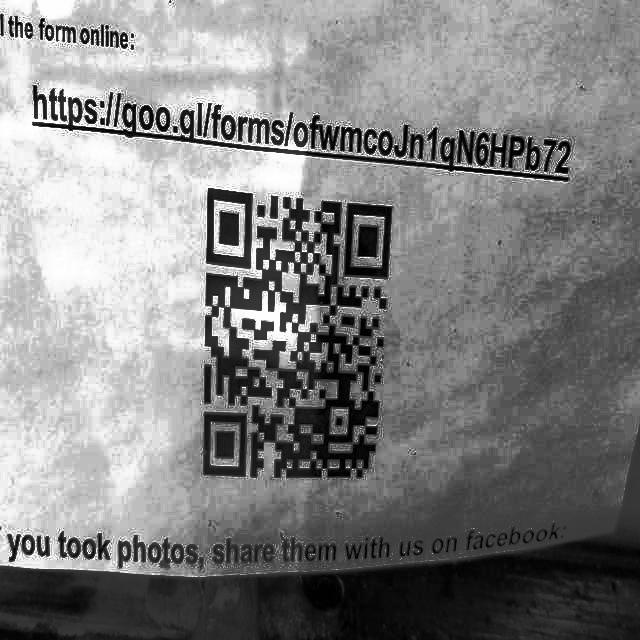 the form online:
https://goo.gl/forms/ofwmcoJn1qN6HPb72
you took photos, share them with us on facebook: